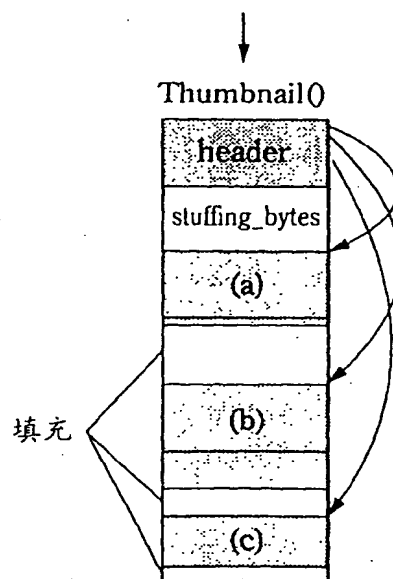 Thumbnail()
header
stuffing_bytes
(a)
(b)
填充
(c)